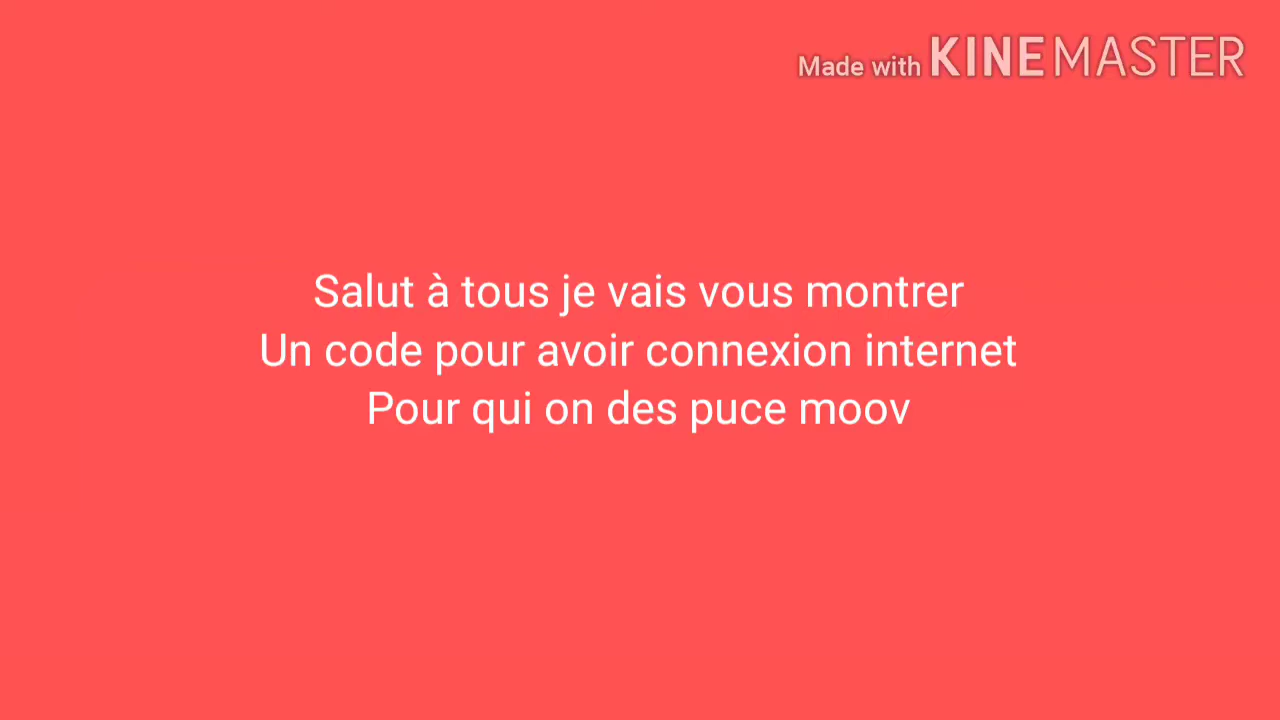 Made with KINEMASTER
Salut à tous je vais vous montrer
Un code pour avoir connexion internet
Pour qui on des puce moov